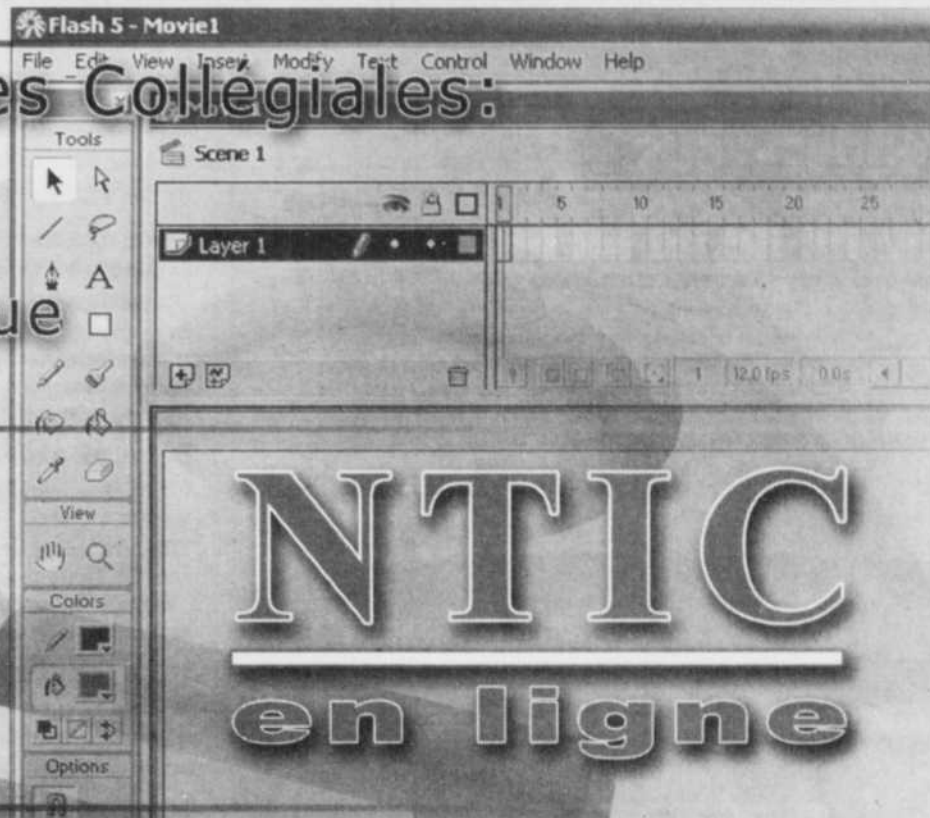 Flash 5 - Movie1
File Edit View Insert Modify Text Control Window Help
es Collégiales:
Tools
Scene 1
1 5 10 15 20 25
Layer 1
A
ue
1 12.0 fps 0.0s
View
NTIC
Colors
en ligne
Options